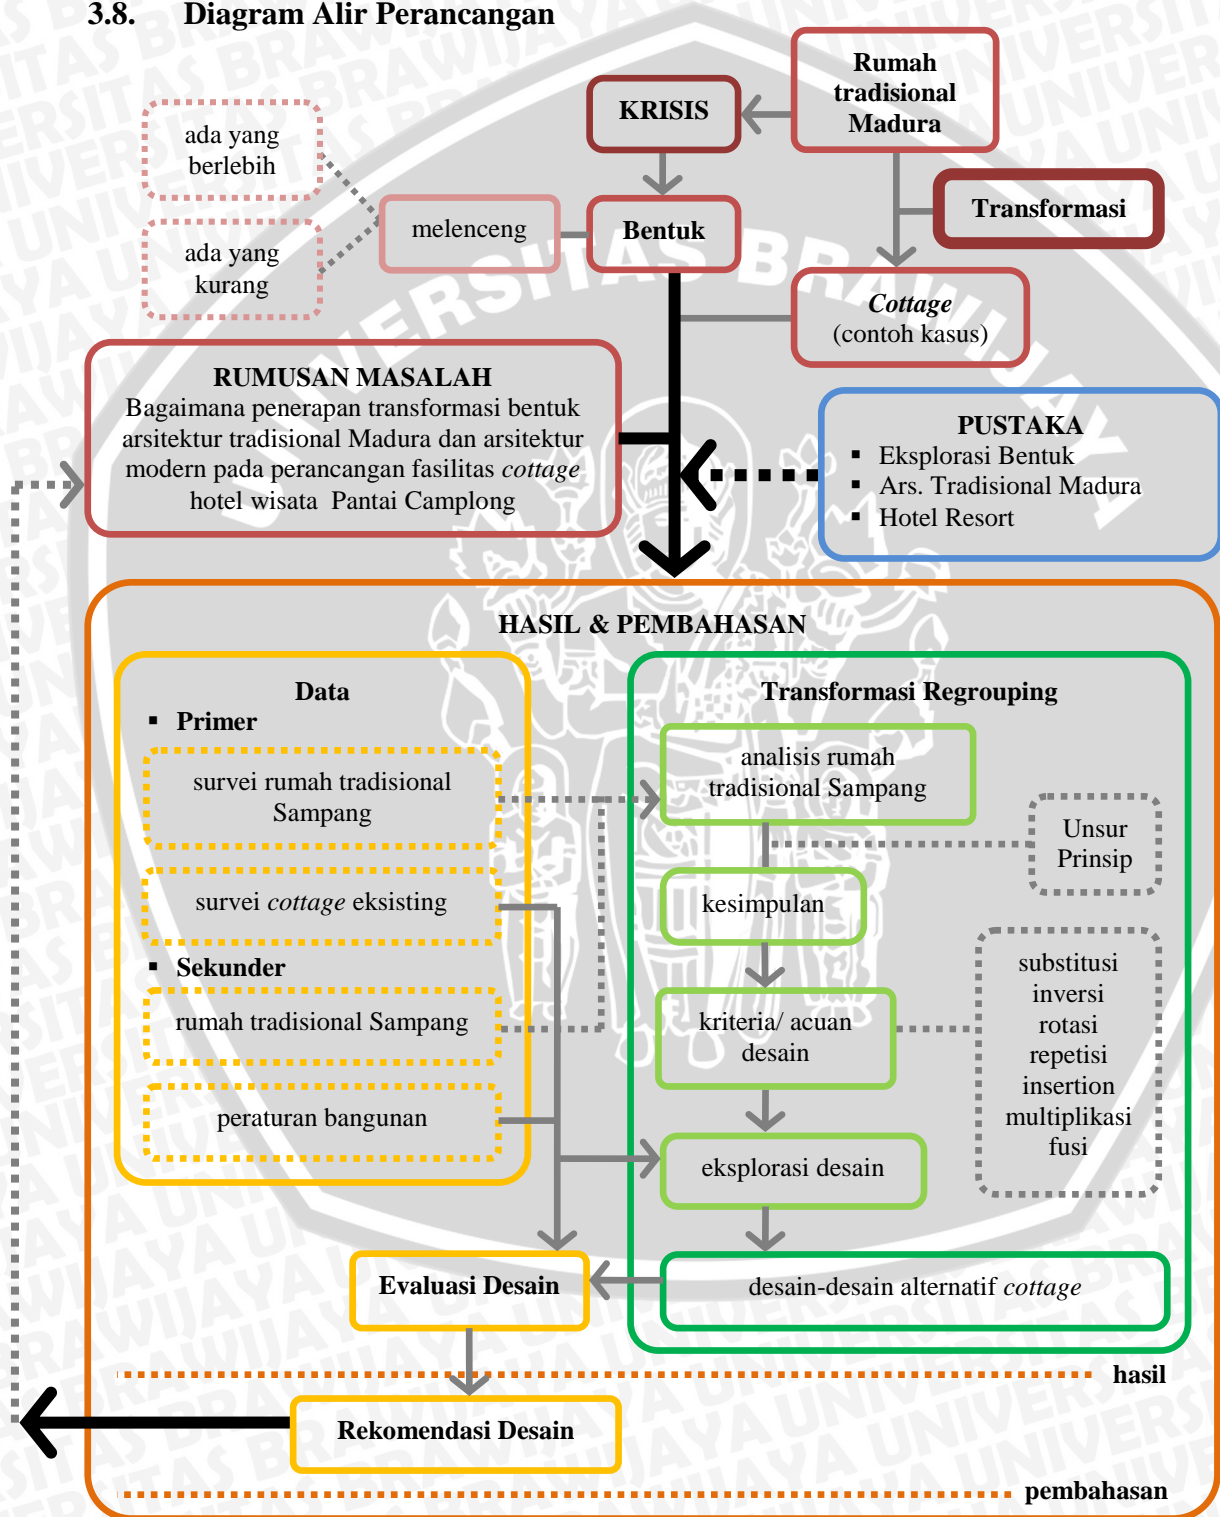 3.8. Diagram Alir Perancangan
Rumah
tradisional
Madura
KRISIS
ada yang
berlebih
Transformasi
melenceng
Bentuk
ada yang
kurang
Cottage
(contoh kasus)
RUMUSAN MASALAH
Bagaimana penerapan transformasi bentuk
arsitektur tradisional Madura dan arsitektur
modern pada perancangan fasilitas cottage
hotel wisata Pantai Camplong
PUSTAKA
▪ Eksplorasi Bentuk
▪ Ars. Tradisional Madura
▪ Hotel Resort
HASIL & PEMBAHASAN
Data
▪ Primer
survei rumah tradisional
Sampang
survei cottage eksisting
▪ Sekunder
rumah tradisional Sampang
peraturan bangunan
Transformasi Regrouping
analisis rumah
tradisional Sampang
Unsur
Prinsip
kesimpulan
kriteria/ acuan
desain
substitusi
inversi
rotasi
repetisi
insertion
multiplikasi
fusi
eksplorasi desain
Evaluasi Desain
desain-desain alternatif cottage
hasil
Rekomendasi Desain
pembahasan
UNIVERSITAS BRAWIJAYA